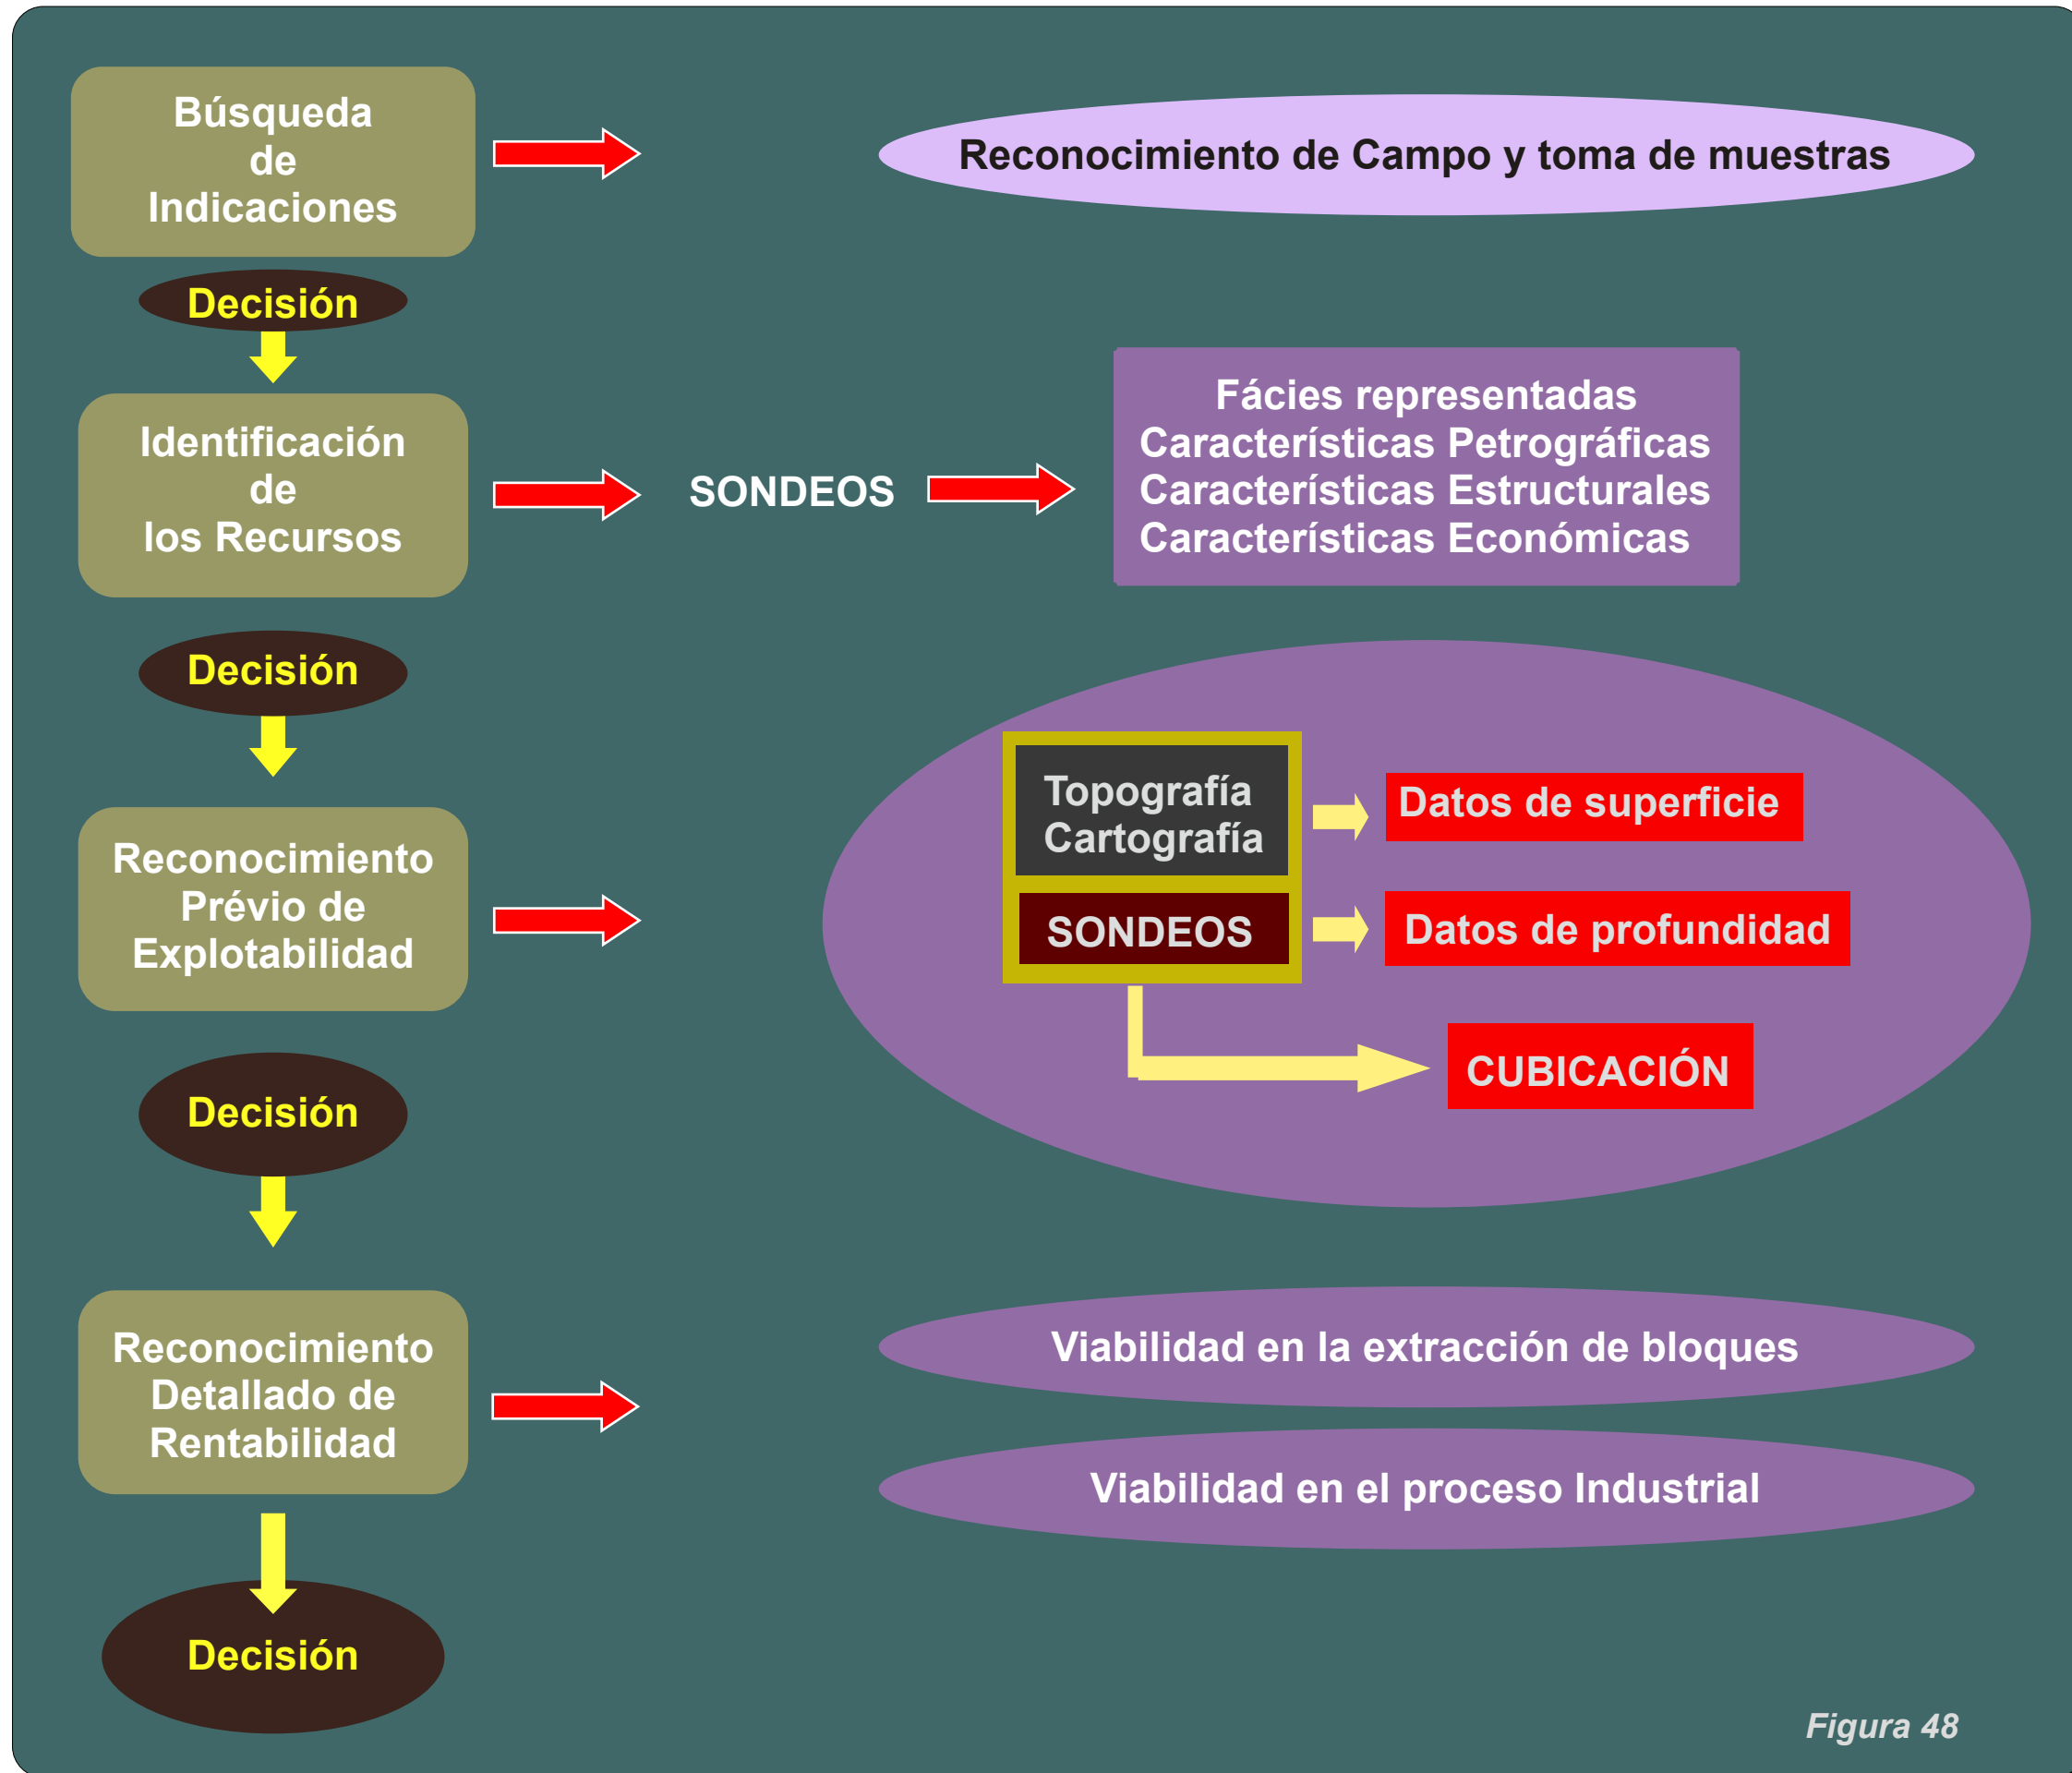 Búsqueda
de
Indicaciones
Reconocimiento de Campo y toma de muestras
Decisión
Identificación
de
los Recursos
SONDEOS
Fácies representadas
Características Petrográficas
Características Estructurales
Características Económicas
Decisión
Reconocimiento
Prévio de
Explotabilidad
Topografía
Cartografía
Datos de superficie
SONDEOS
Datos de profundidad
CUBICACIÓN
Decisión
Reconocimiento
Detallado de
Rentabilidad
Viabilidad en la extracción de bloques
Viabilidad en el proceso Industrial
Decisión
Figura 48